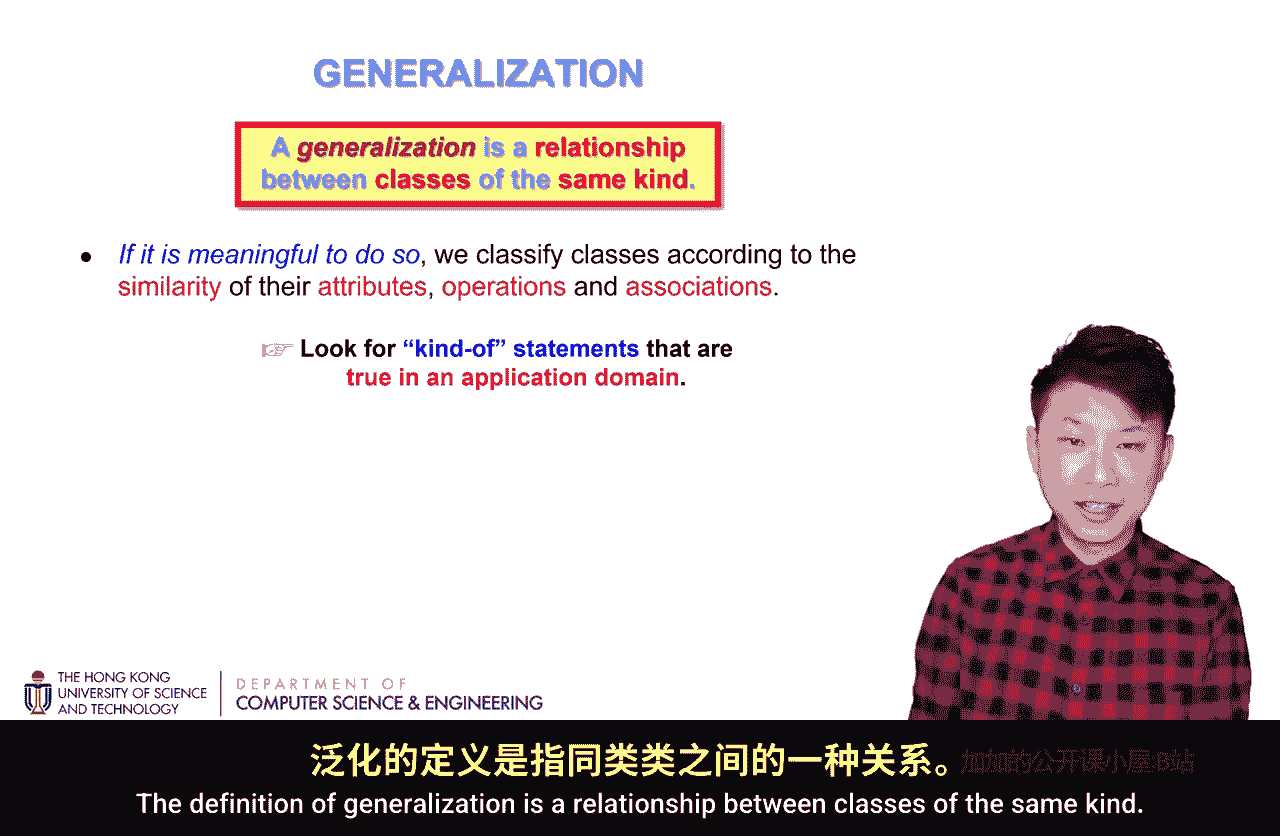 GENERALIZATION
A generalization is a relationship
between classes of the same kind.
● If it is meaningful to do so, we classify classes according to the
similarity of their attributes, operations and associations.
☞ Look for “kind-of” statements that are
true in an application domain.
THE HONG KONG
UNIVERSITY OF SCIENCE
AND TECHNOLOGY
DEPARTMENT OF
COMPUTER SCIENCE & ENGINEERING
泛化的定义是指同类类之间的一种关系。
加加的公开课小屋:B站
The definition of generalization is a relationship between classes of the same kind.